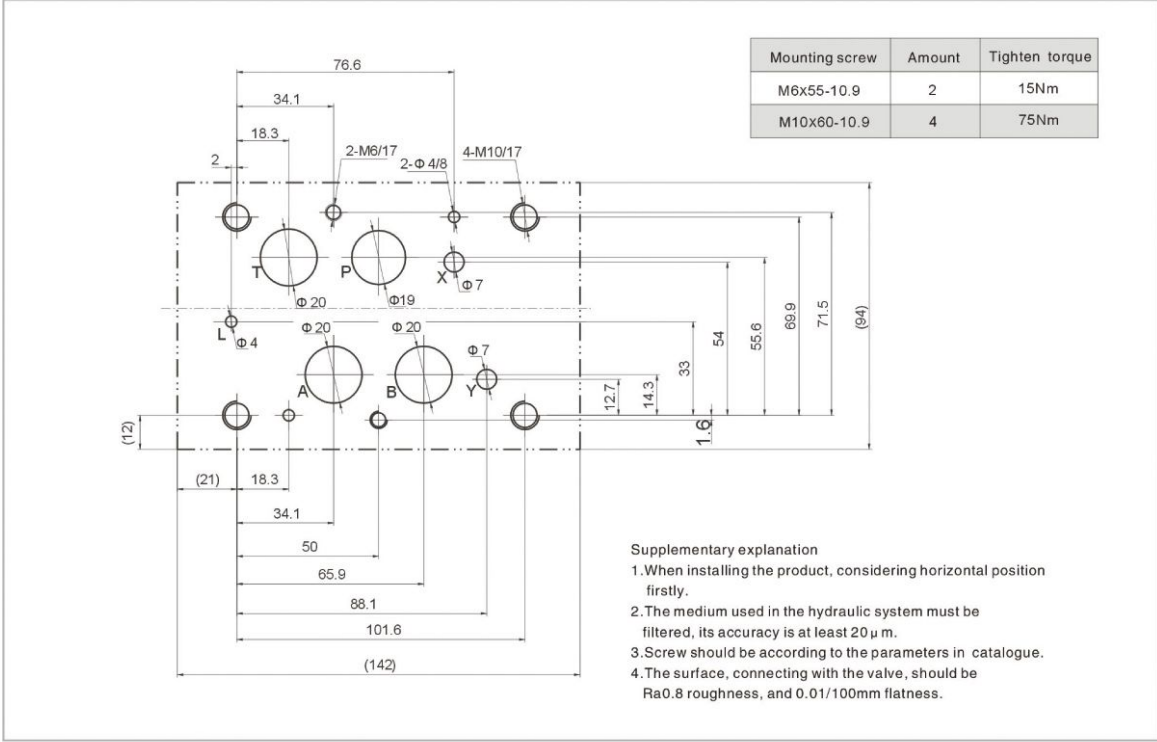 Mounting screw Amount Tighten torque
M6x55-10.9 2 15Nm
M10x60-10.9 4 75Nm
76.6
34.1
18.3
2
2-M6/17
2-Φ4/8
4-M10/17
T
P
X
Φ7
Φ20
Φ19
L
Φ4
Φ20
Φ20
Φ7
A
B
Y
12.7
14.3
33
54
55.6
69.9
71.5
(94)
1.6
(12)
(21)
18.3
34.1
50
65.9
88.1
101.6
(142)
Supplementary explanation
1.When installing the product, considering horizontal position
firstly.
2.The medium used in the hydraulic system must be
filtered, its accuracy is at least 20μm.
3.Screw should be according to the parameters in catalogue.
4.The surface, connecting with the valve, should be
Ra0.8 roughness, and 0.01/100mm flatness.